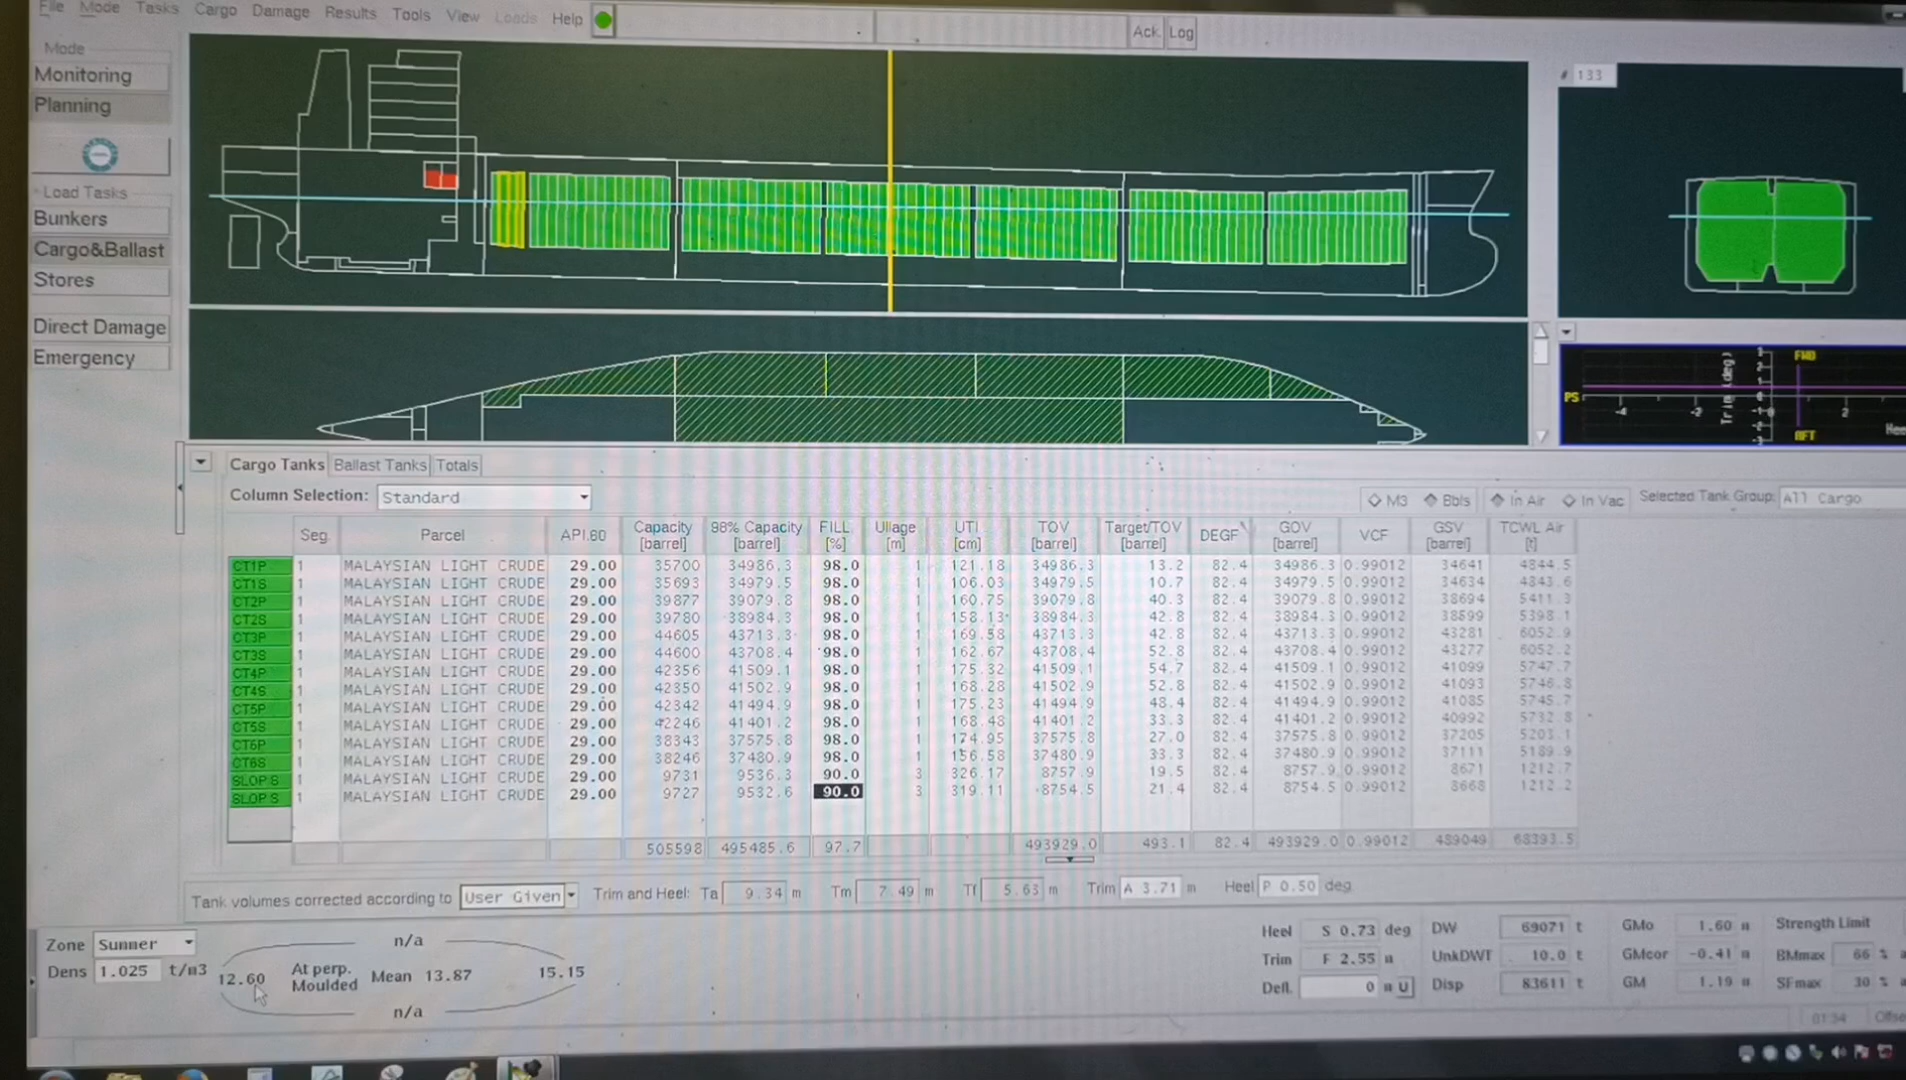 File Mode Tasks Cargo Damage Results Tools View Loads Help Ack Log
Mode
Monitoring
Planning
Load Tasks
Bunkers
Cargo&Ballast
Stores
Direct Damage
Emergency
# 133
Trim (deg)
FWD
PS -4 -2 0 2
AFT
Cargo Tanks Ballast Tanks Totals
Column Selection: Standard M3 Bbls In Air In Vac Selected Tank Group: All Cargo
Seg. Parcel API.60 Capacity [barrel] 98% Capacity [barrel] FILL [%] Ullage [m] UTI [cm] TOV [barrel] Target/TOV [barrel] DEGF GOV [barrel] VCF GSV [barrel] TCWL Air [t]
CT1P 1 MALAYSIAN LIGHT CRUDE 29.00 35700 34986.3 98.0 1 121.18 34986.3 13.2 82.4 34986.3 0.99012 34641 4844.5
CT1S 1 MALAYSIAN LIGHT CRUDE 29.00 35693 34979.5 98.0 1 106.03 34979.5 10.7 82.4 34979.5 0.99012 34634 4843.6
CT2P 1 MALAYSIAN LIGHT CRUDE 29.00 39877 39079.8 98.0 1 160.75 39079.8 40.3 82.4 39079.8 0.99012 38694 5411.3
CT2S 1 MALAYSIAN LIGHT CRUDE 29.00 39780 38984.3 98.0 1 158.13 38984.3 42.8 82.4 38984.3 0.99012 38599 5398.1
CT3P 1 MALAYSIAN LIGHT CRUDE 29.00 44605 43713.3 98.0 1 169.58 43713.3 42.8 82.4 43713.3 0.99012 43281 6052.9
CT3S 1 MALAYSIAN LIGHT CRUDE 29.00 44600 43708.4 98.0 1 162.67 43708.4 52.8 82.4 43708.4 0.99012 43277 6052.2
CT4P 1 MALAYSIAN LIGHT CRUDE 29.00 42356 41509.1 98.0 1 175.32 41509.1 54.7 82.4 41509.1 0.99012 41099 5747.7
CT4S 1 MALAYSIAN LIGHT CRUDE 29.00 42350 41502.9 98.0 1 168.28 41502.9 52.8 82.4 41502.9 0.99012 41093 5746.8
CT5P 1 MALAYSIAN LIGHT CRUDE 29.00 42342 41494.9 98.0 1 175.23 41494.9 48.4 82.4 41494.9 0.99012 41085 5745.7
CT5S 1 MALAYSIAN LIGHT CRUDE 29.00 42246 41401.2 98.0 1 168.48 41401.2 33.3 82.4 41401.2 0.99012 40992 5732.8
CT6P 1 MALAYSIAN LIGHT CRUDE 29.00 38343 37575.8 98.0 1 174.95 37575.8 27.0 82.4 37575.8 0.99012 37205 5203.1
CT6S 1 MALAYSIAN LIGHT CRUDE 29.00 38246 37480.9 98.0 1 156.58 37480.9 33.3 82.4 37480.9 0.99012 37111 5189.9
SLOP S 1 MALAYSIAN LIGHT CRUDE 29.00 9731 9536.3 90.0 3 326.17 8757.9 19.5 82.4 8757.9 0.99012 8671 1212.7
SLOP S 1 MALAYSIAN LIGHT CRUDE 29.00 9727 9532.6 90.0 3 319.11 8754.5 21.4 82.4 8754.5 0.99012 8668 1212.2
505598 495485.6 97.7 493929.0 493.1 82.4 493929.0 0.99012 489049 68393.5
Tank volumes corrected according to User Given Trim and Heel: Ta 9.34 m Tm 7.49 m Tf 5.63 m Trim A 3.71 m Heel P 0.50 deg
Zone Summer n/a Heel S 0.73 deg DW 69071 t GMo 1.60 m Strength Limit
Dens 1.025 t/m3 12.60 At perp. Moulded Mean 13.87 15.15 Trim F 2.55 m UnkDWT 10.0 t GMcor -0.41 m BMmax 66 %
n/a Defl. 0 m U Disp 83611 t GM 1.19 m SFmax 30 %
01:34